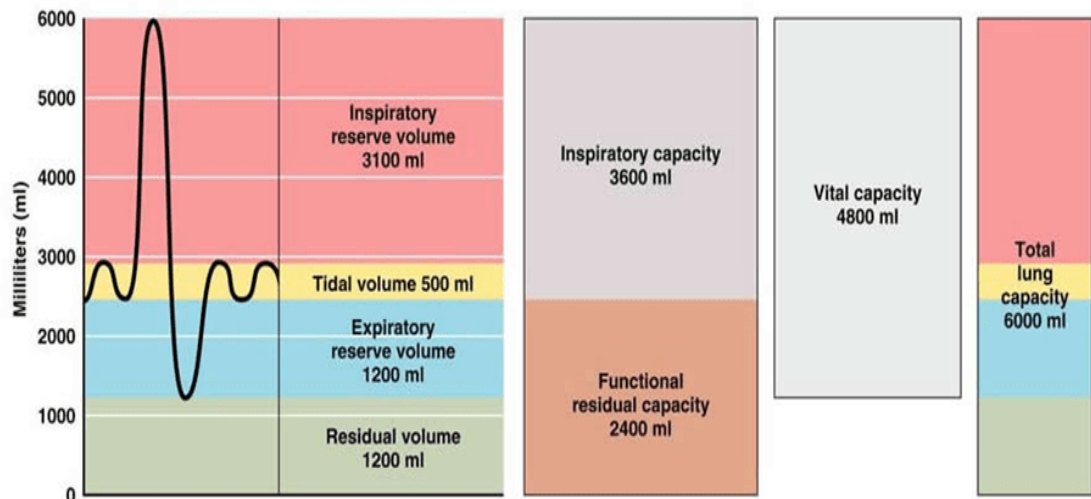 6000
5000
4000
3000
2000
1000
0
Milliliters (ml)
Inspiratory
reserve volume
3100 ml
Tidal volume 500 ml
Expiratory
reserve volume
1200 ml
Residual volume
1200 ml
Inspiratory capacity
3600 ml
Functional
residual capacity
2400 ml
Vital capacity
4800 ml
Total
lung
capacity
6000 ml